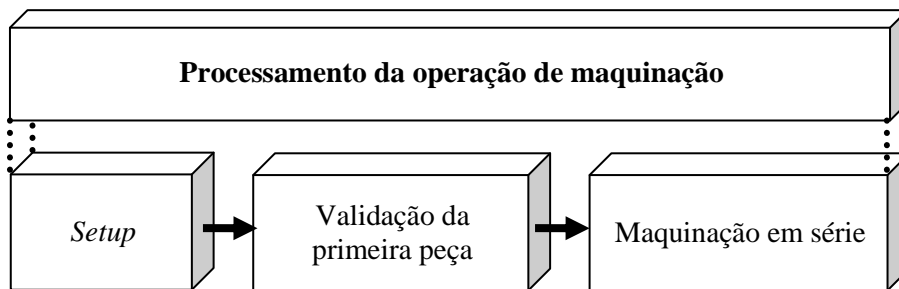 Processamento da operação de maquinação
Setup
Validação da
primeira peça
Maquinação em série